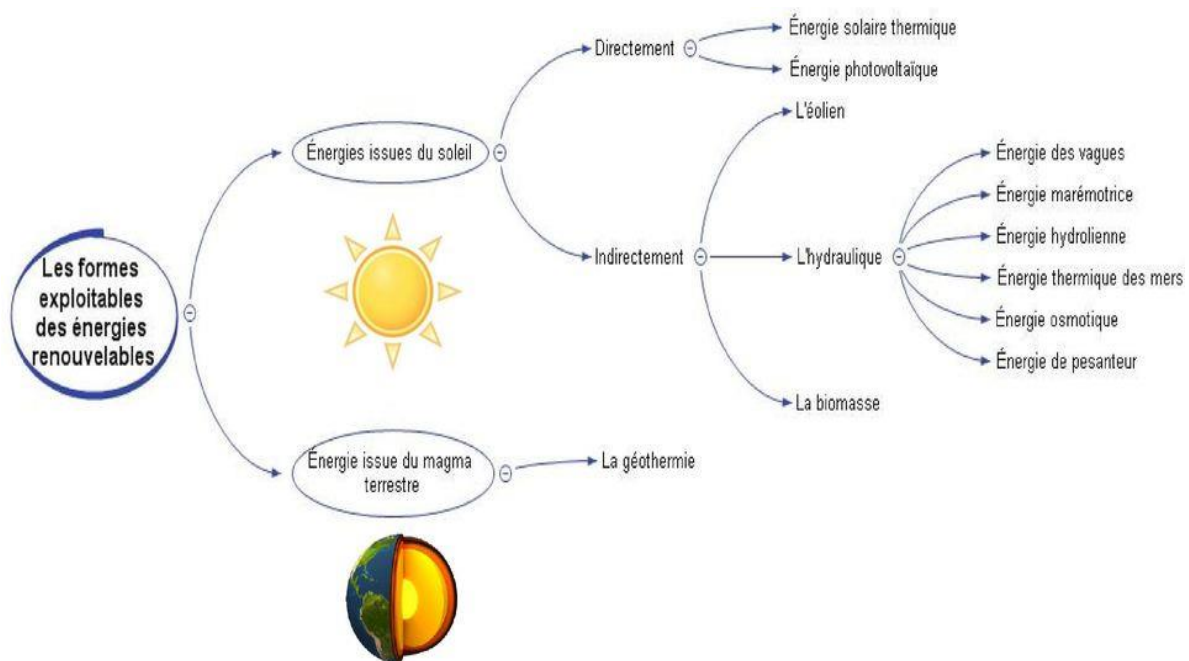 Les formes
exploitables
des énergies
renouvelables
Énergies issues du soleil
Directement
Énergie solaire thermique
Énergie photovoltaïque
Indirectement
L'éolien
L'hydraulique
Énergie des vagues
Énergie marémotrice
Énergie hydrolienne
Énergie thermique des mers
Énergie osmotique
Énergie de pesanteur
La biomasse
Énergie issue du magma
terrestre
La géothermie